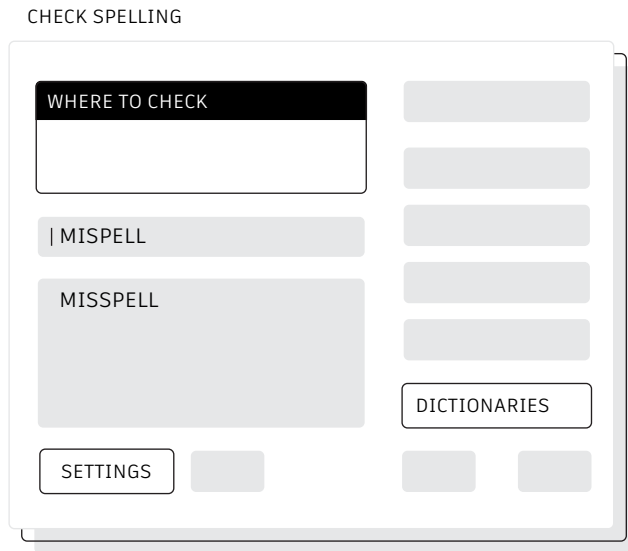 CHECK SPELLING
WHERE TO CHECK
MISPELL
MISSPELL
DICTIONARIES
SETTINGS